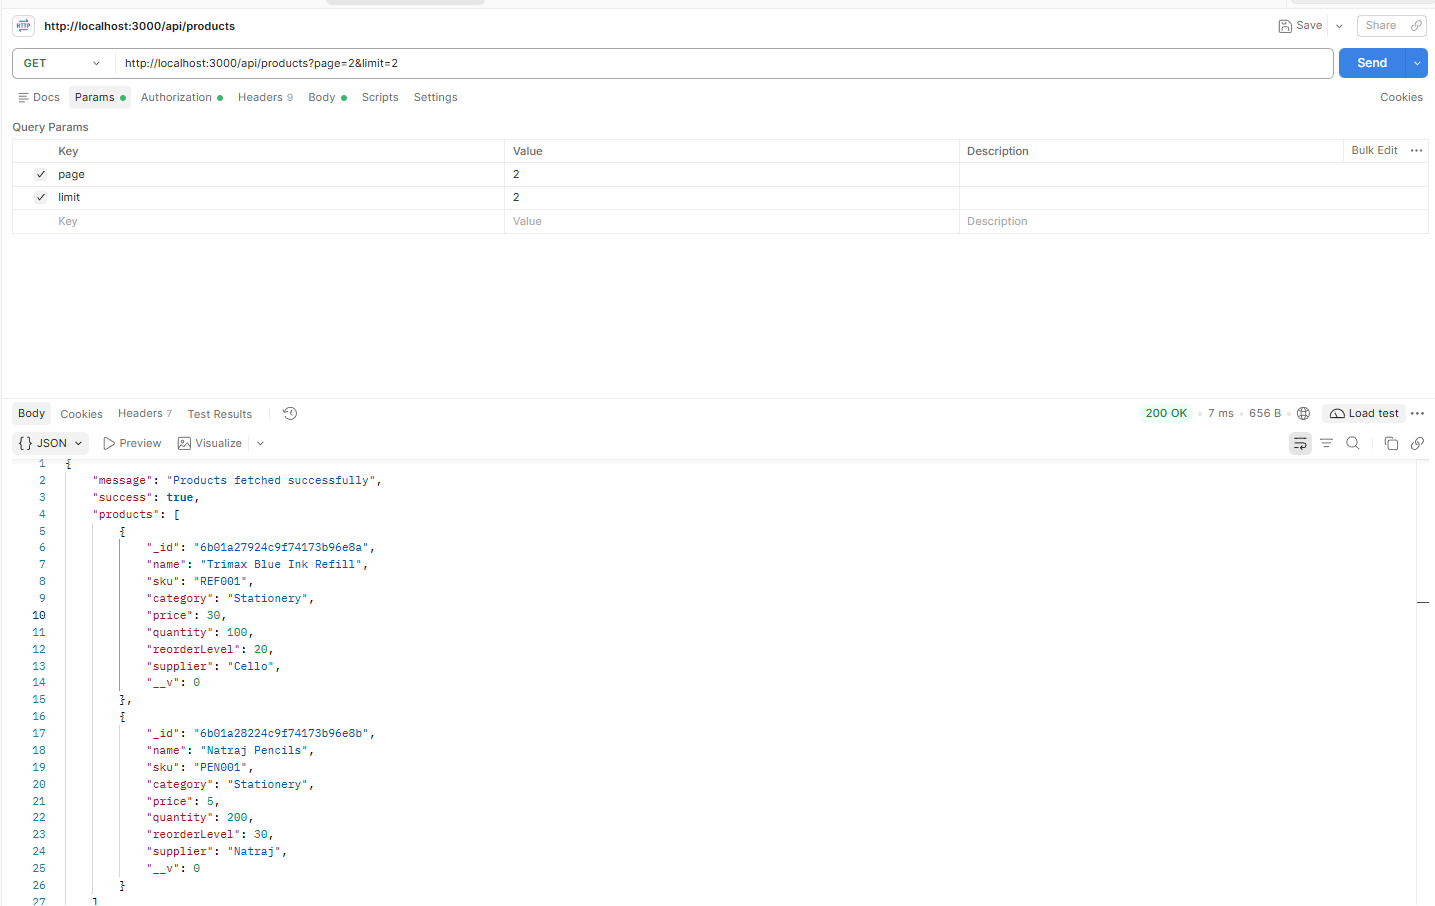 HTTP http://localhost:3000/api/products Save Share
GET http://localhost:3000/api/products?page=2&limit=2 Send
Docs Params Authorization Headers 9 Body Scripts Settings Cookies
Query Params
Key Value Description Bulk Edit
page 2
limit 2
Key Value Description
Body Cookies Headers 7 Test Results 200 OK 7 ms 656 B Load test
{} JSON Preview Visualize
1 {
2 "message": "Products fetched successfully",
3 "success": true,
4 "products": [
5 {
6 "_id": "6b01a27924c9f74173b96e8a",
7 "name": "Trimax Blue Ink Refill",
8 "sku": "REF001",
9 "category": "Stationery",
10 "price": 30,
11 "quantity": 100,
12 "reorderLevel": 20,
13 "supplier": "Cello",
14 "__v": 0
15 },
16 {
17 "_id": "6b01a28224c9f74173b96e8b",
18 "name": "Natraj Pencils",
19 "sku": "PEN001",
20 "category": "Stationery",
21 "price": 5,
22 "quantity": 200,
23 "reorderLevel": 30,
24 "supplier": "Natraj",
25 "__v": 0
26 }
27 ]